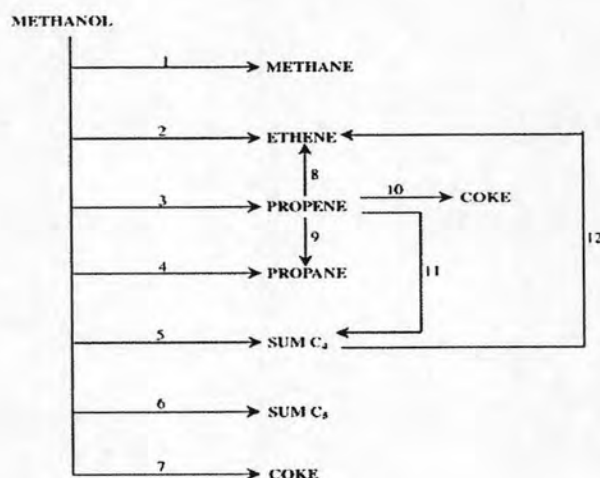 METHANOL
1 METHANE
2 ETHENE
8
3 PROPENE 10 COKE
9 11 12
4 PROPANE
5 SUM C₄
6 SUM C₅
7 COKE